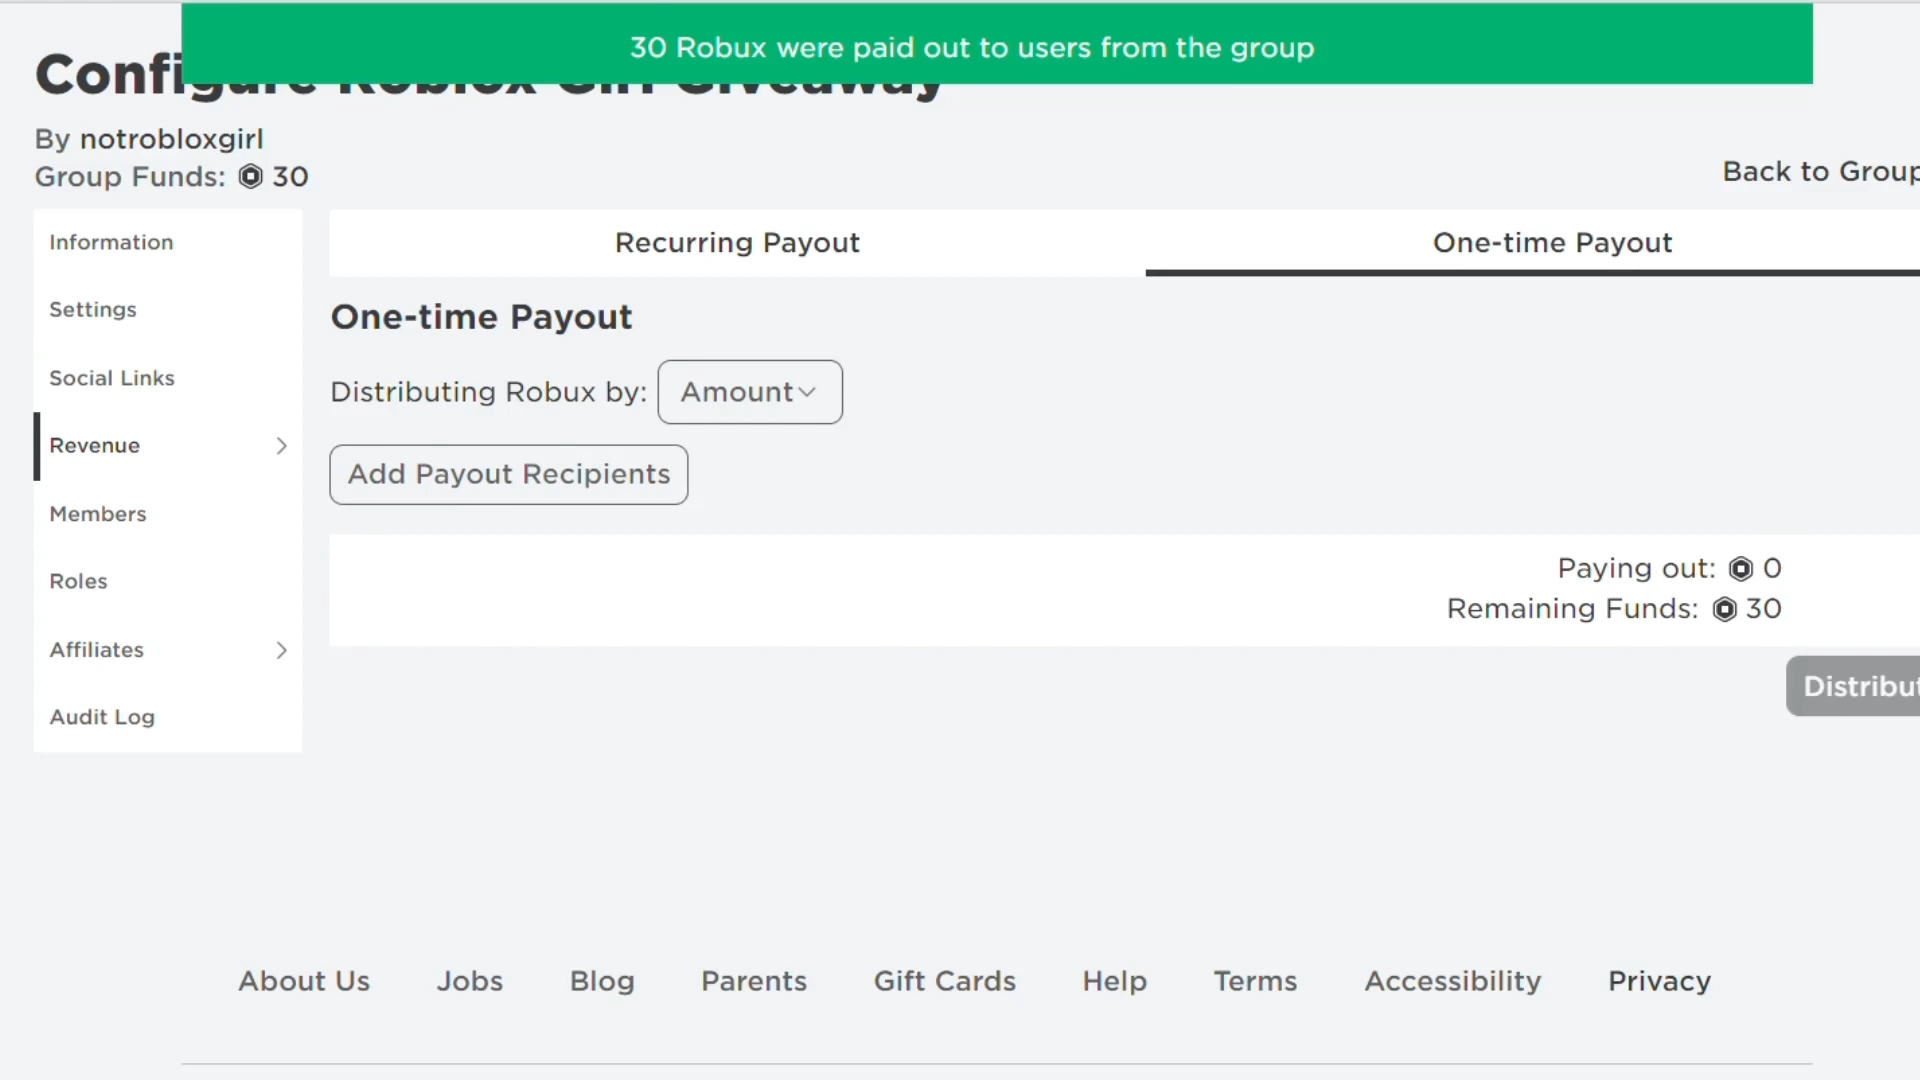 30 Robux were paid out to users from the group
Configure Roblox Girl Giveaway
By notrobloxgirl
Group Funds: 30
Back to Group
Information
Settings
Social Links
Revenue
Members
Roles
Affiliates
Audit Log
Recurring Payout
One-time Payout
One-time Payout
Distributing Robux by: Amount
Add Payout Recipients
Paying out: 0
Remaining Funds: 30
Distribut
About Us Jobs Blog Parents Gift Cards Help Terms Accessibility Privacy